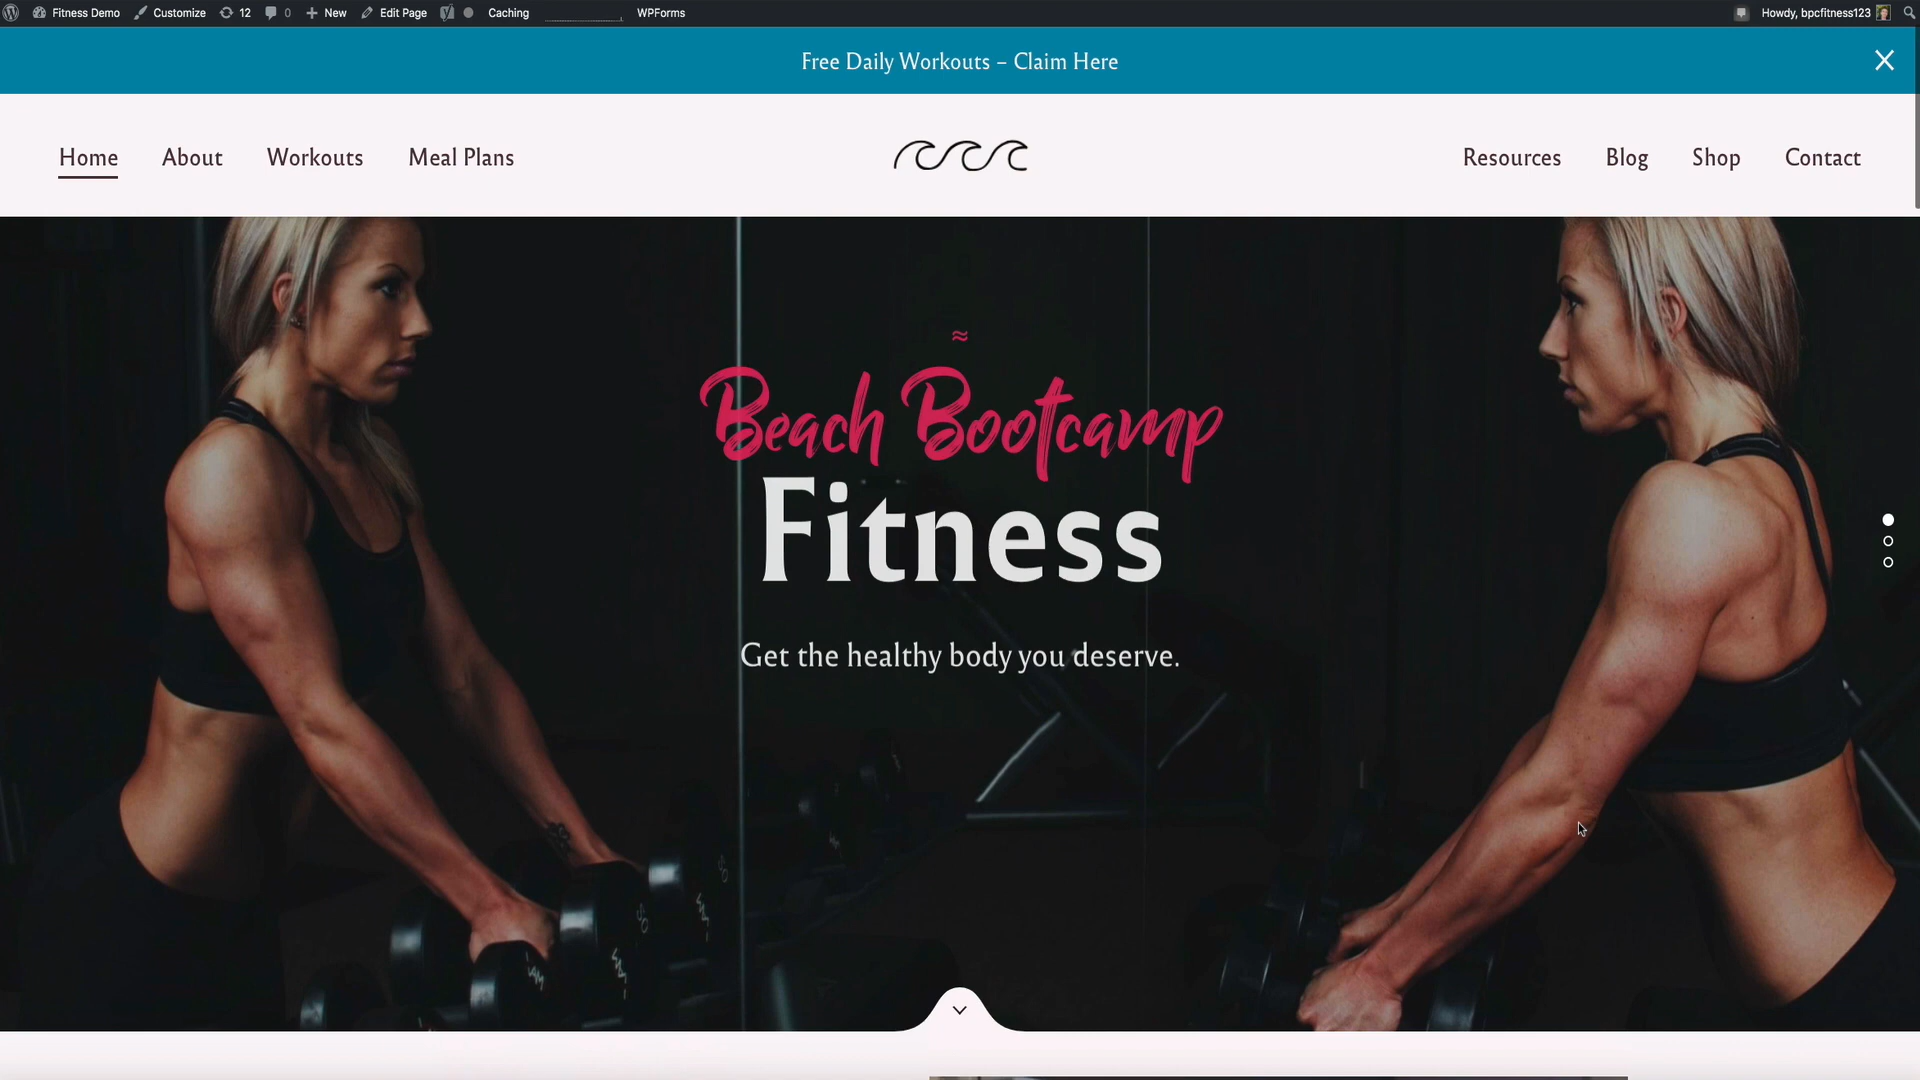 Fitness Demo Customize 12 0 New Edit Page Caching WPForms Howdy, bpcfitness123
Free Daily Workouts – Claim Here
Home About Workouts Meal Plans Resources Blog Shop Contact
≈
Beach Bootcamp
Fitness
Get the healthy body you deserve.